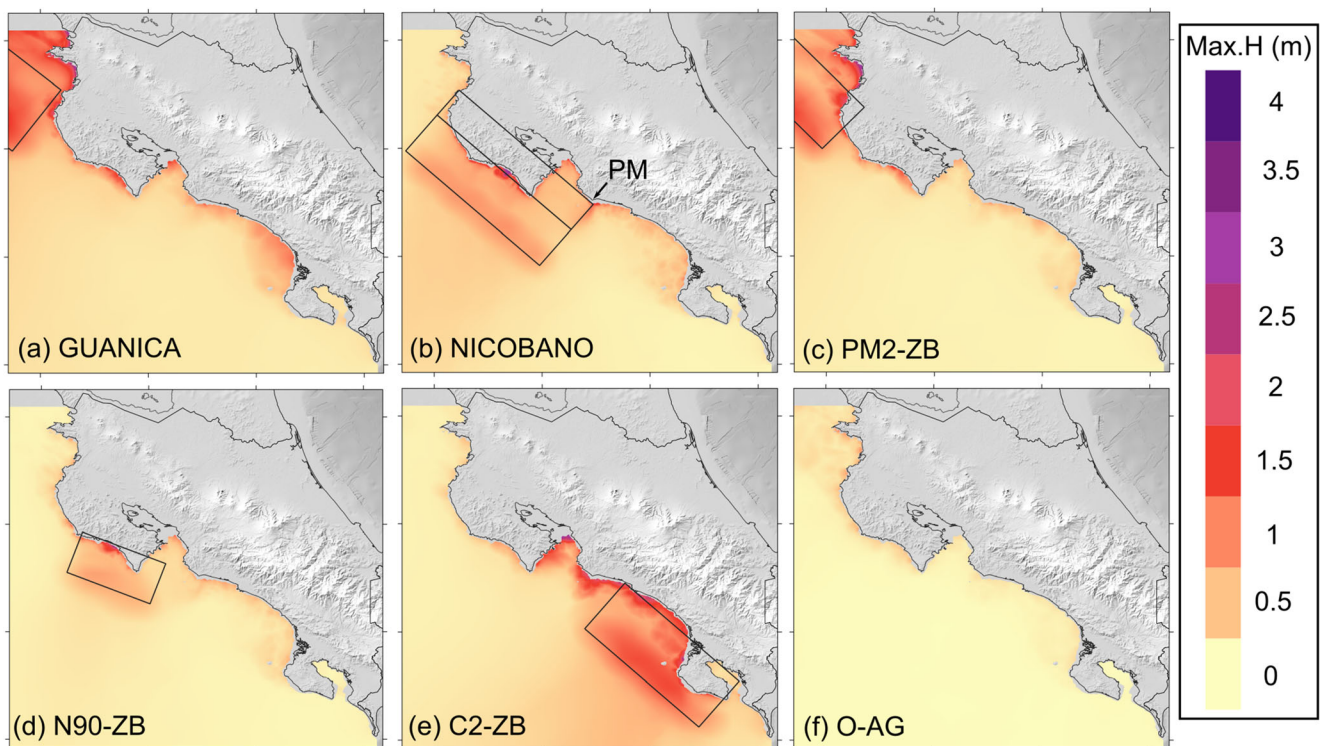 Max.H (m)
4
3.5
3
2.5
2
1.5
1
0.5
0
(a) GUANICA
PM
(b) NICOBANO
(c) PM2-ZB
(d) N90-ZB
(e) C2-ZB
(f) O-AG